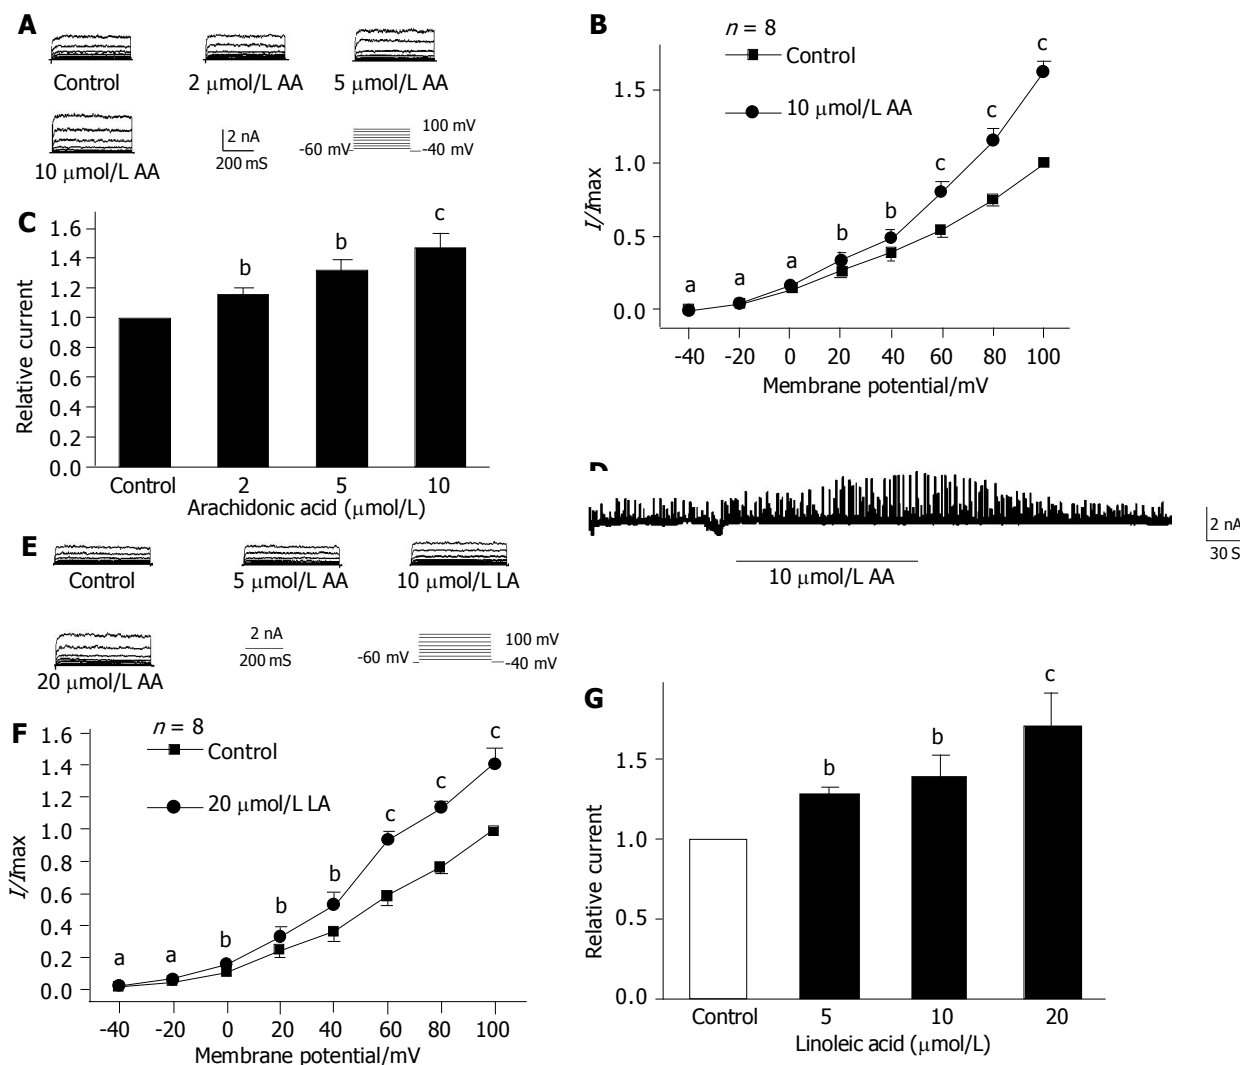 A
Control
2 μmol/L AA
5 μmol/L AA
10 μmol/L AA
2 nA
200 mS
100 mV
-60 mV
-40 mV
B
n = 8
Control
10 μmol/L AA
I/Imax
1.5
1.0
0.5
0.0
a a a b b c c c
-40 -20 0 20 40 60 80 100
Membrane potential/mV
C
Relative current
1.6
1.4
1.2
1.0
0.8
0.6
0.4
0.2
0.0
b b c
Control 2 5 10
Arachidonic acid (μmol/L)
D
2 nA
30 S
10 μmol/L AA
E
Control
5 μmol/L AA
10 μmol/L LA
20 μmol/L AA
2 nA
200 mS
100 mV
-60 mV
-40 mV
F
n = 8
Control
20 μmol/L LA
I/Imax
1.6
1.4
1.2
1.0
0.8
0.6
0.4
0.2
0.0
a a b b b c c c
-40 -20 0 20 40 60 80 100
Membrane potential/mV
G
Relative current
1.5
1.0
0.5
0.0
b b c
Control 5 10 20
Linoleic acid (μmol/L)